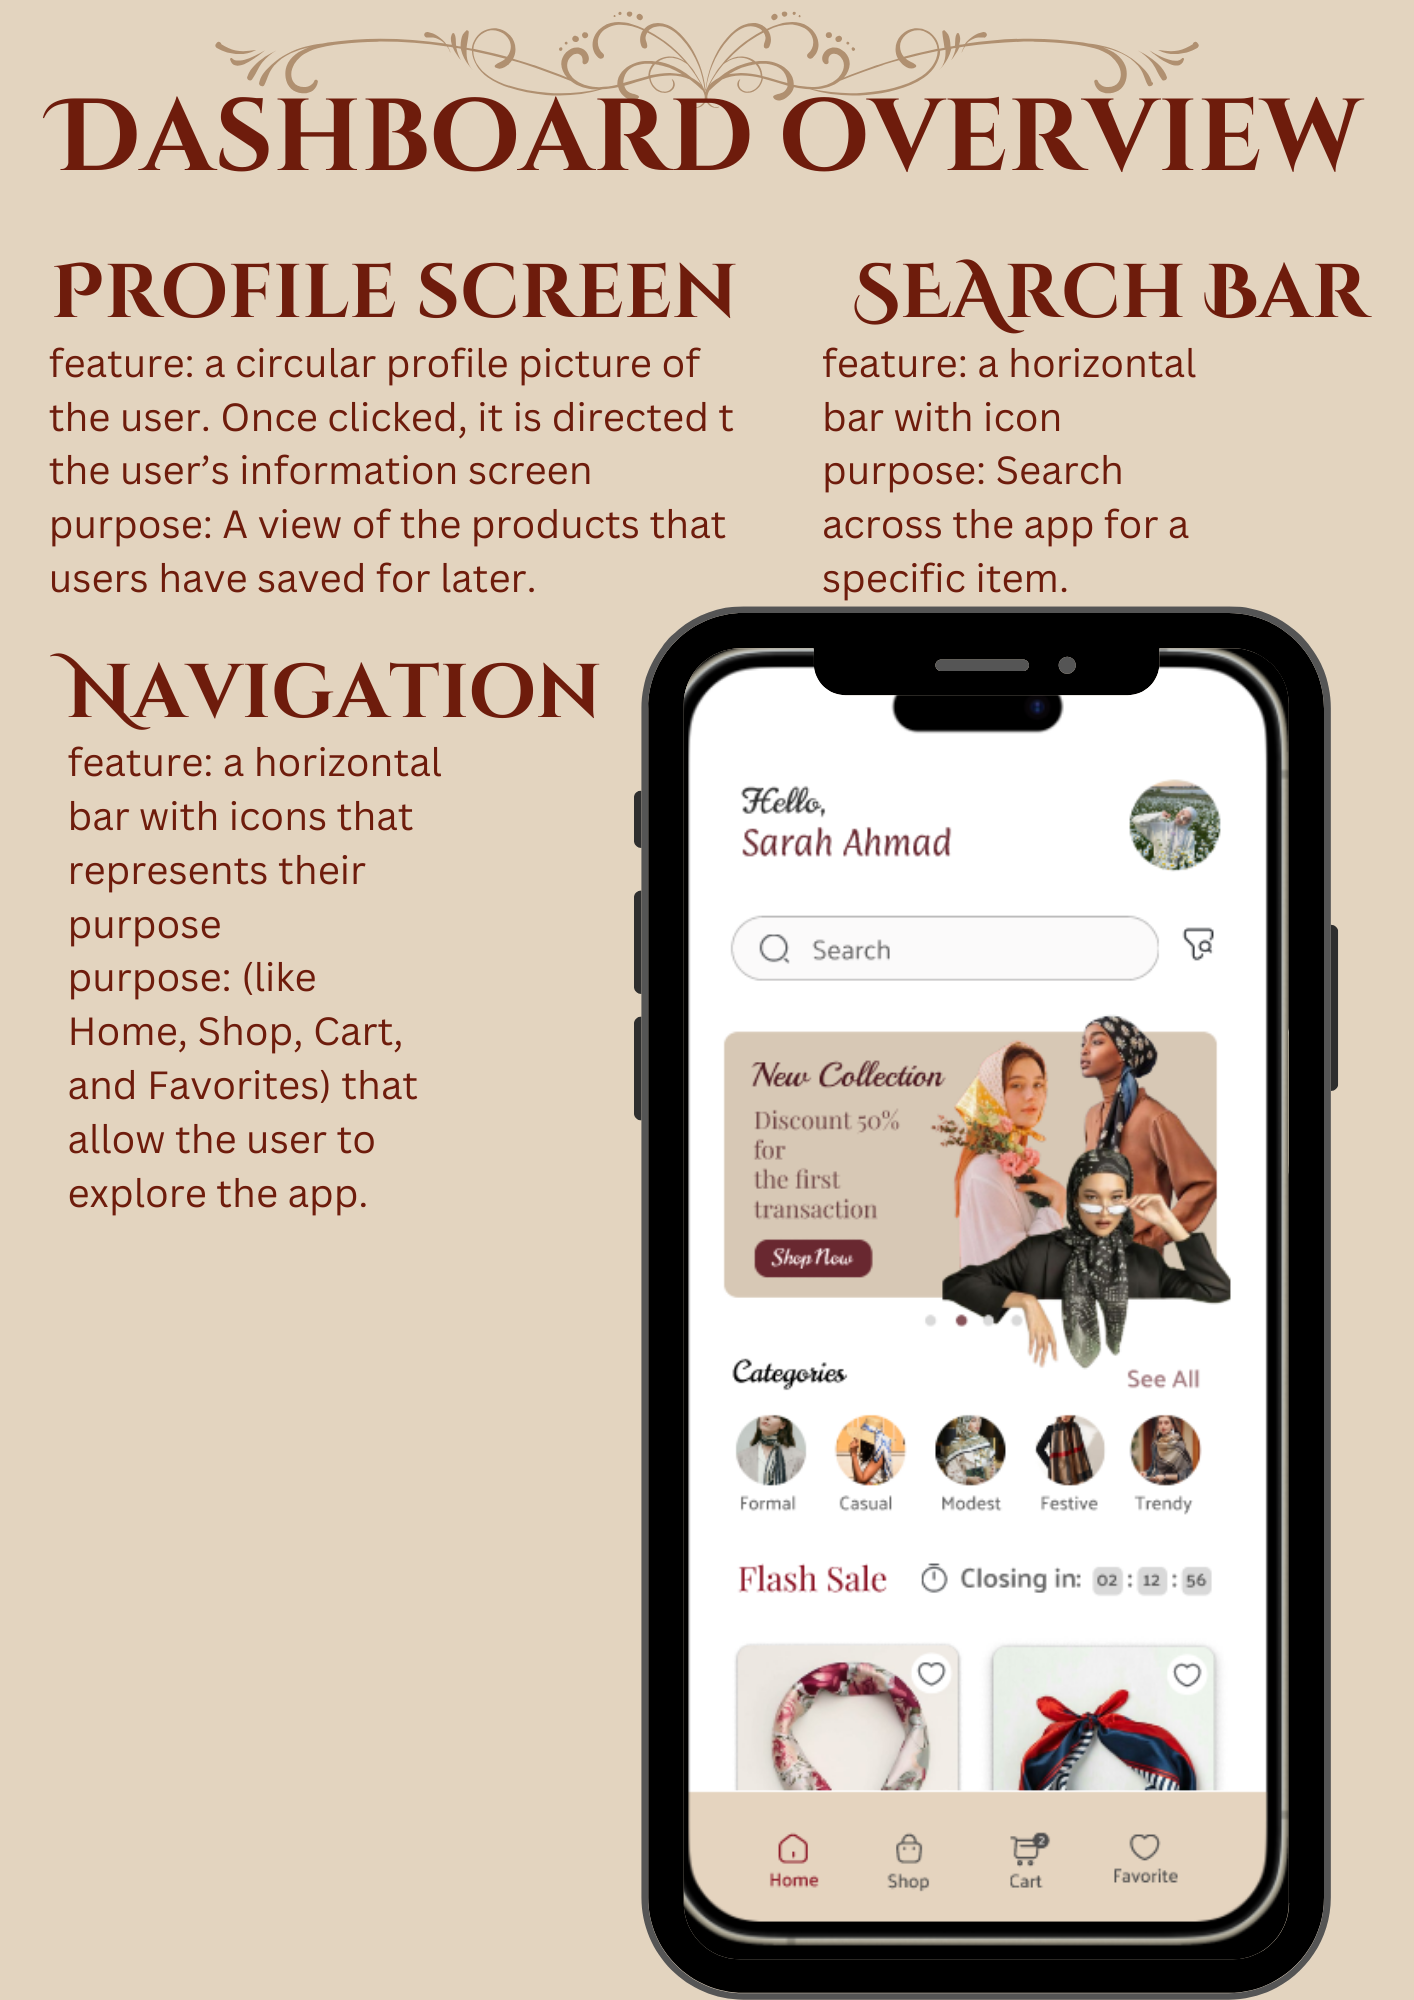 DASHBOARD OVERVIEW
PROFILE SCREEN
feature: a circular profile picture of
the user. Once clicked, it is directed t
the user’s information screen
purpose: A view of the products that
users have saved for later.
SEARCH BAR
feature: a horizontal
bar with icon
purpose: Search
across the app for a
specific item.
NAVIGATION
feature: a horizontal
bar with icons that
represents their
purpose
purpose: (like
Home, Shop, Cart,
and Favorites) that
allow the user to
explore the app.
Hello,
Sarah Ahmad
Search
New Collection
Discount 50%
for
the first
transaction
Shop Now
Categories
See All
Formal Casual Modest Festive Trendy
Flash Sale Closing in: 02 : 12 : 56
2
Home Shop Cart Favorite